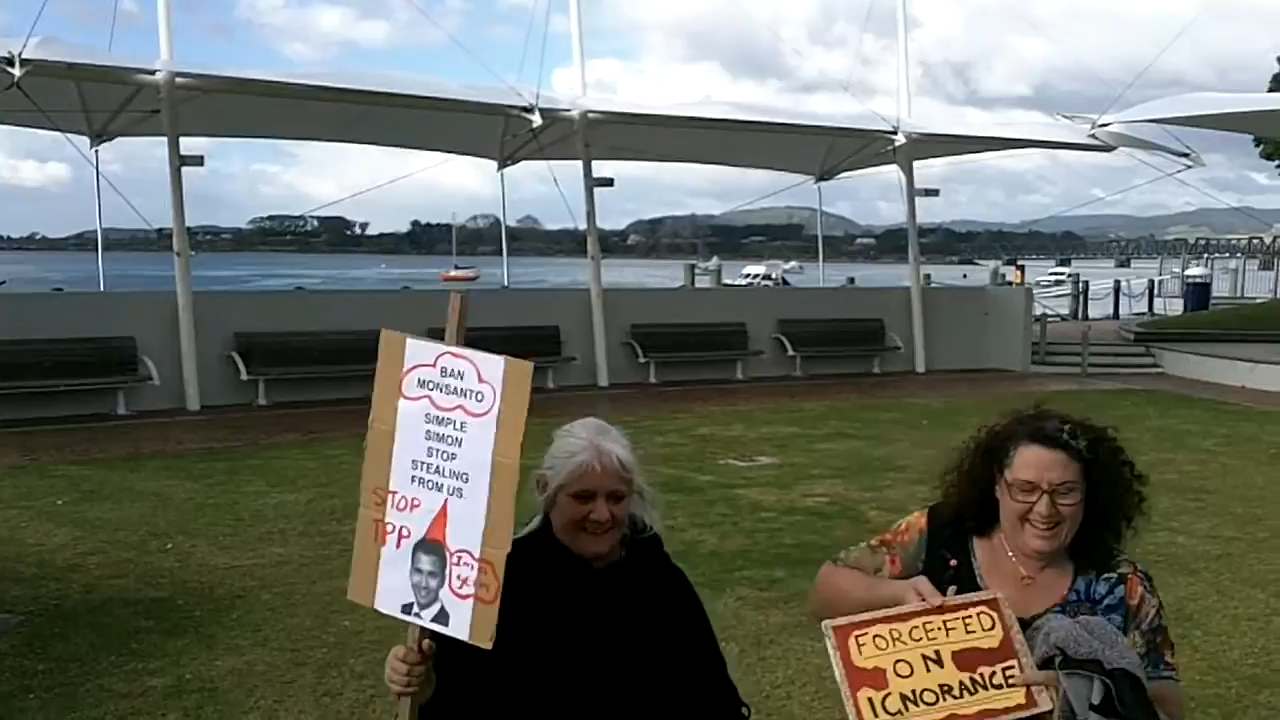 BAN
MONSANTO
SIMPLE
SIMON
STOP
STEALING
FROM US.
STOP
TPP
FORCE-FED
ON
IGNORANCE